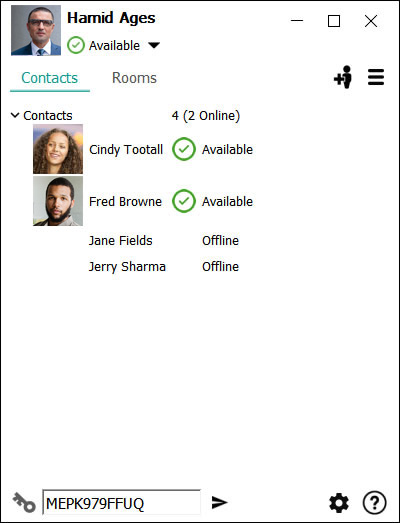 Hamid Ages
Available
Contacts Rooms
Contacts 4 (2 Online)
Cindy Tootall Available
Fred Browne Available
Jane Fields Offline
Jerry Sharma Offline
MEPK979FFUQ
?